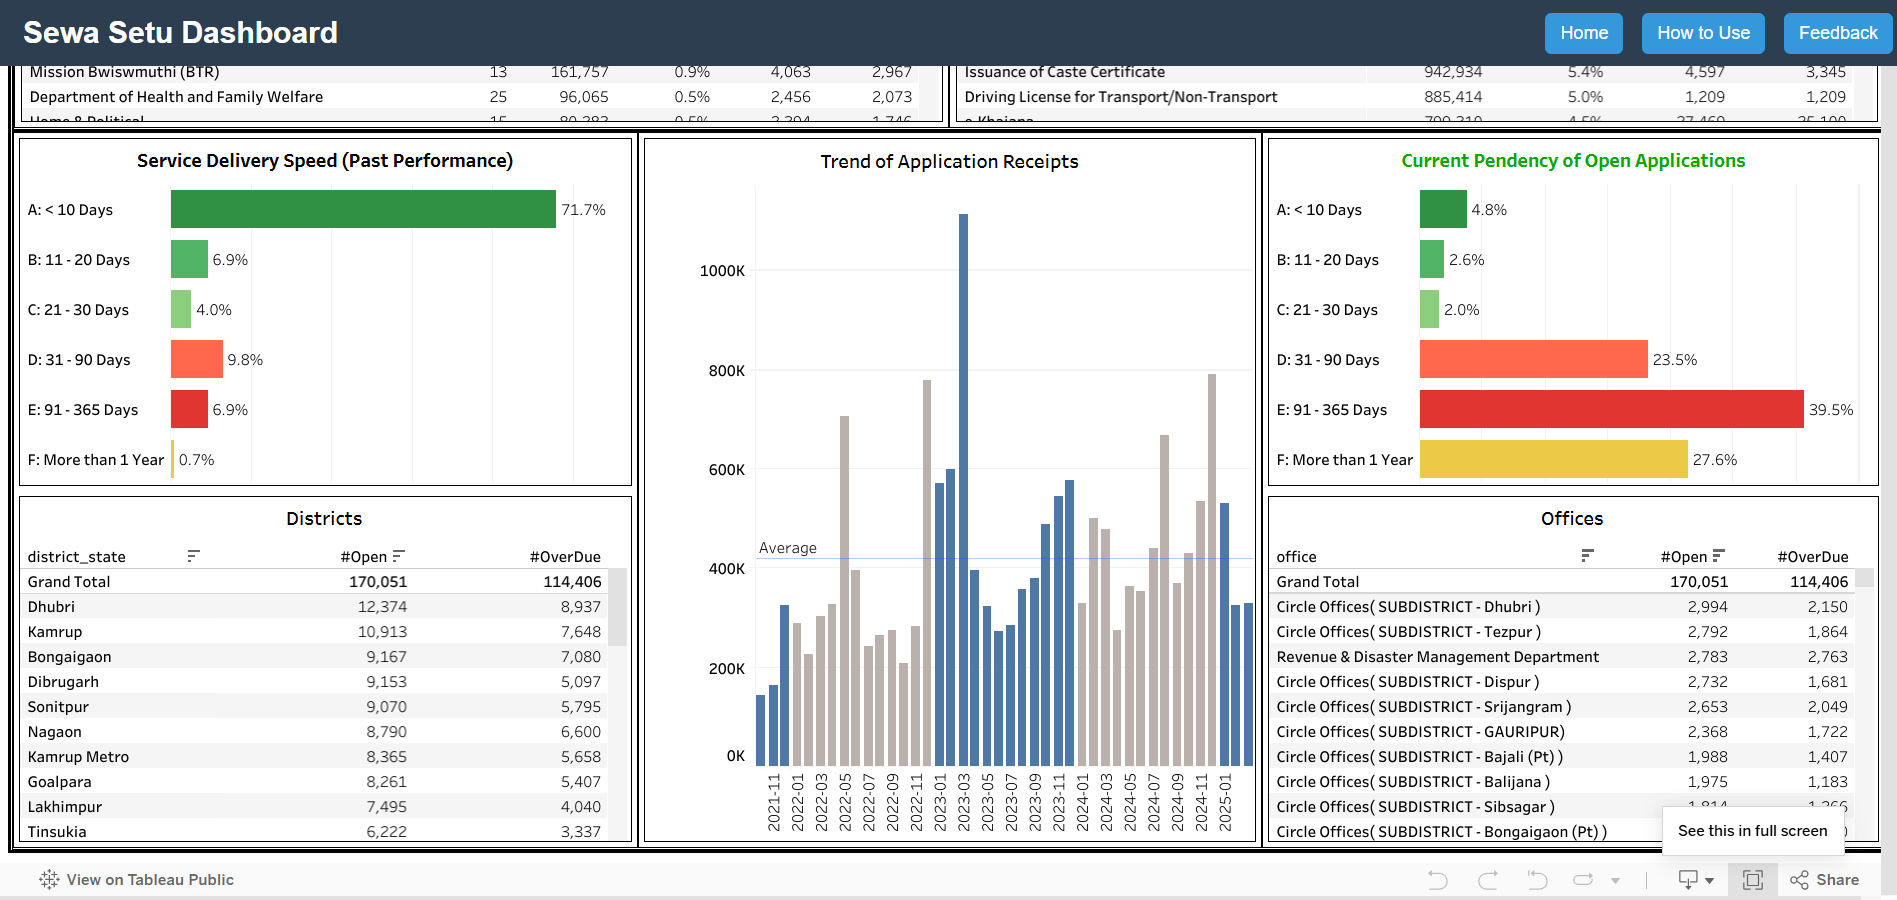 Sewa Setu Dashboard
Home
How to Use
Feedback
Mission Bwiswmuthi (BTR) 13 161,757 0.9% 4,063 2,967
Department of Health and Family Welfare 25 96,065 0.5% 2,456 2,073
Home & Political 15 80,283 0.5% 2,394 1,746
Issuance of Caste Certificate 942,934 5.4% 4,597 3,345
Driving License for Transport/Non-Transport 885,414 5.0% 1,209 1,209
e-Khajana 4.5%
Service Delivery Speed (Past Performance)
A: < 10 Days 71.7%
B: 11 - 20 Days 6.9%
C: 21 - 30 Days 4.0%
D: 31 - 90 Days 9.8%
E: 91 - 365 Days 6.9%
F: More than 1 Year 0.7%
Trend of Application Receipts
1000K
800K
600K
Average
400K
200K
0K
2021-11
2022-01
2022-03
2022-05
2022-07
2022-09
2022-11
2023-01
2023-03
2023-05
2023-07
2023-09
2023-11
2024-01
2024-03
2024-05
2024-07
2024-09
2024-11
2025-01
Current Pendency of Open Applications
A: < 10 Days 4.8%
B: 11 - 20 Days 2.6%
C: 21 - 30 Days 2.0%
D: 31 - 90 Days 23.5%
E: 91 - 365 Days 39.5%
F: More than 1 Year 27.6%
Districts
district_state #Open #OverDue
Grand Total 170,051 114,406
Dhubri 12,374 8,937
Kamrup 10,913 7,648
Bongaigaon 9,167 7,080
Dibrugarh 9,153 5,097
Sonitpur 9,070 5,795
Nagaon 8,790 6,600
Kamrup Metro 8,365 5,658
Goalpara 8,261 5,407
Lakhimpur 7,495 4,040
Tinsukia 6,222 3,337
Offices
office #Open #OverDue
Grand Total 170,051 114,406
Circle Offices( SUBDISTRICT - Dhubri ) 2,994 2,150
Circle Offices( SUBDISTRICT - Tezpur ) 2,792 1,864
Revenue & Disaster Management Department 2,783 2,763
Circle Offices( SUBDISTRICT - Dispur ) 2,732 1,681
Circle Offices( SUBDISTRICT - Srijangram ) 2,653 2,049
Circle Offices( SUBDISTRICT - GAURIPUR) 2,368 1,722
Circle Offices( SUBDISTRICT - Bajali (Pt) ) 1,988 1,407
Circle Offices( SUBDISTRICT - Balijana ) 1,975 1,183
Circle Offices( SUBDISTRICT - Sibsagar )
Circle Offices( SUBDISTRICT - Bongaigaon (Pt) )
See this in full screen
View on Tableau Public
Share